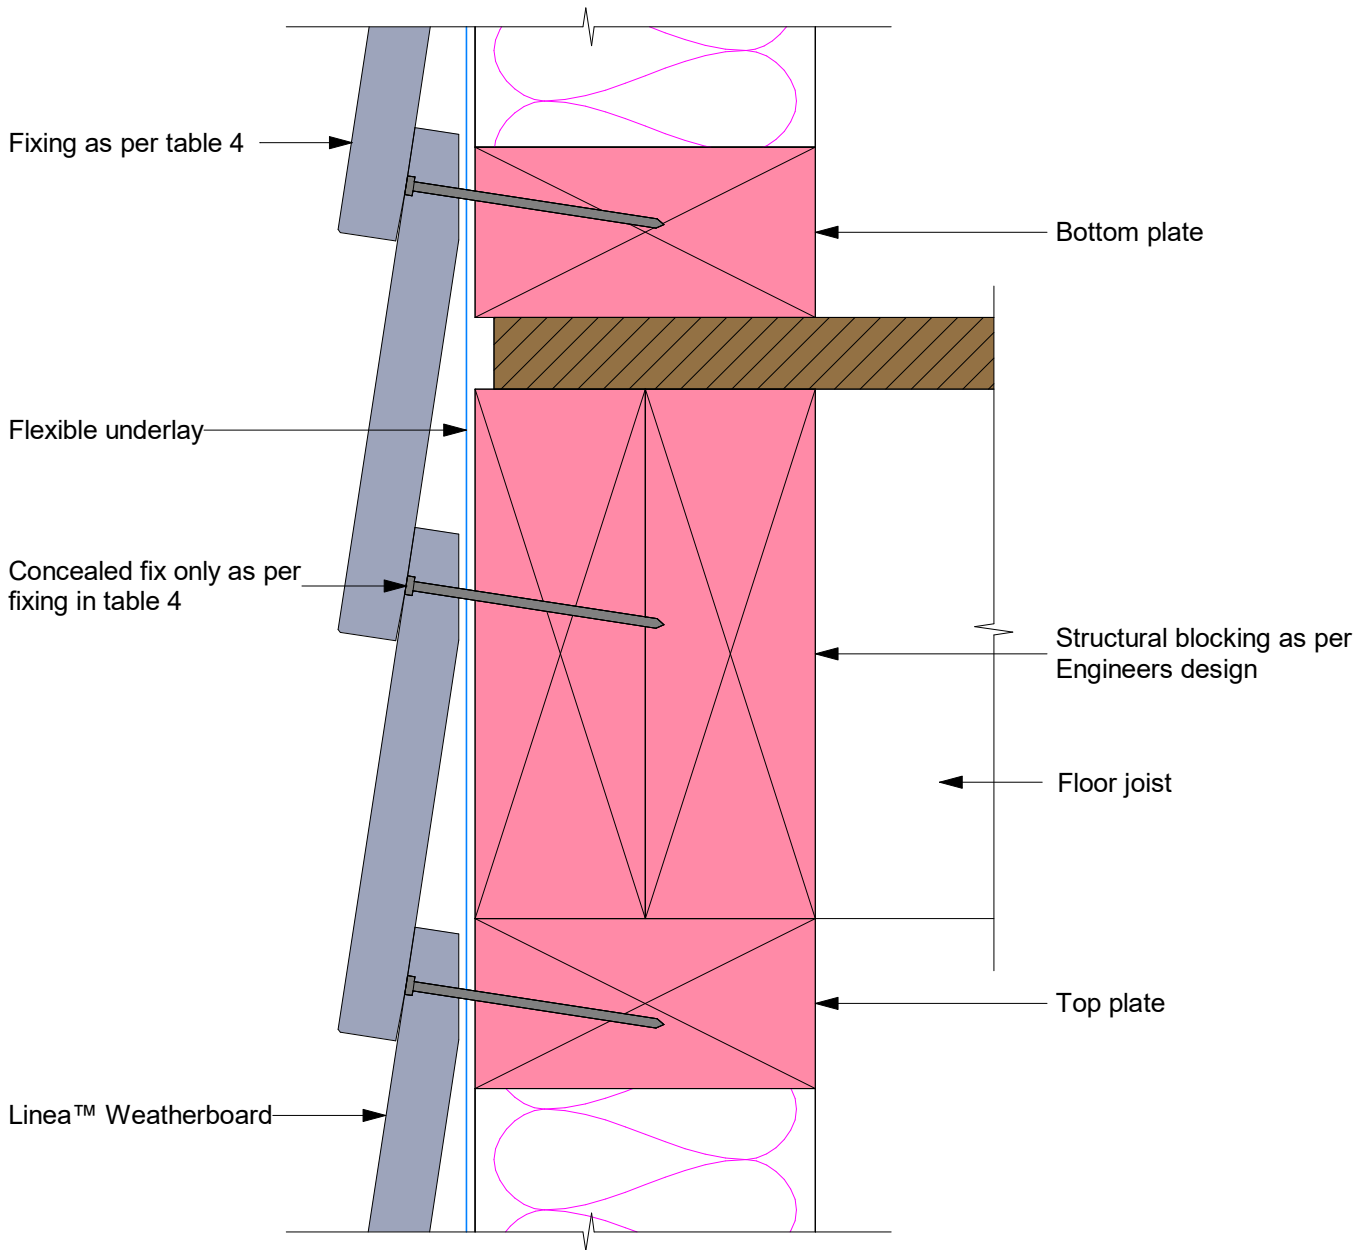 Fixing as per table 4
Bottom plate
Flexible underlay
Concealed fix only as per
fixing in table 4
Structural blocking as per
Engineers design
Floor joist
Top plate
Linea™ Weatherboard